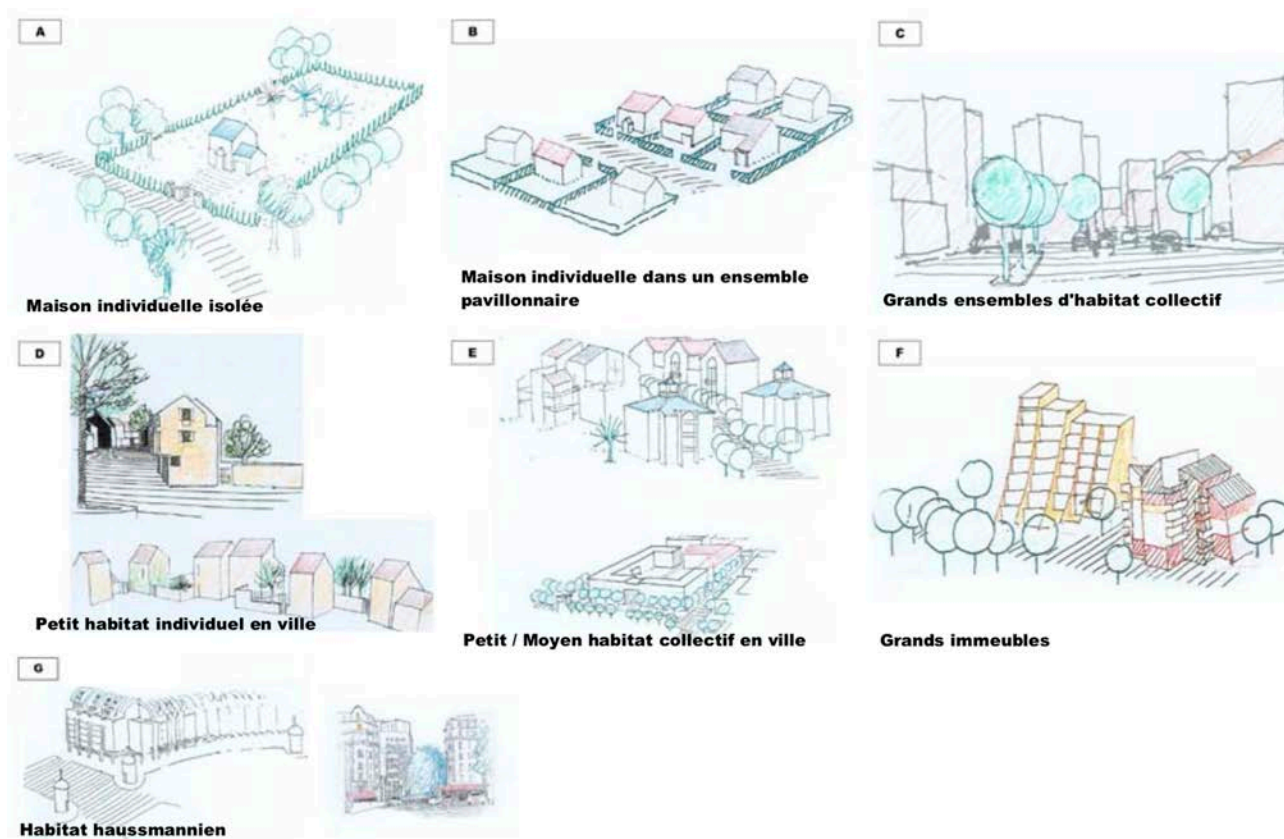 A
B
C
Maison individuelle isolée
Maison individuelle dans un ensemble
pavillonnaire
Grands ensembles d'habitat collectif
D
E
F
Petit habitat individuel en ville
Petit / Moyen habitat collectif en ville
Grands immeubles
G
Habitat haussmannien